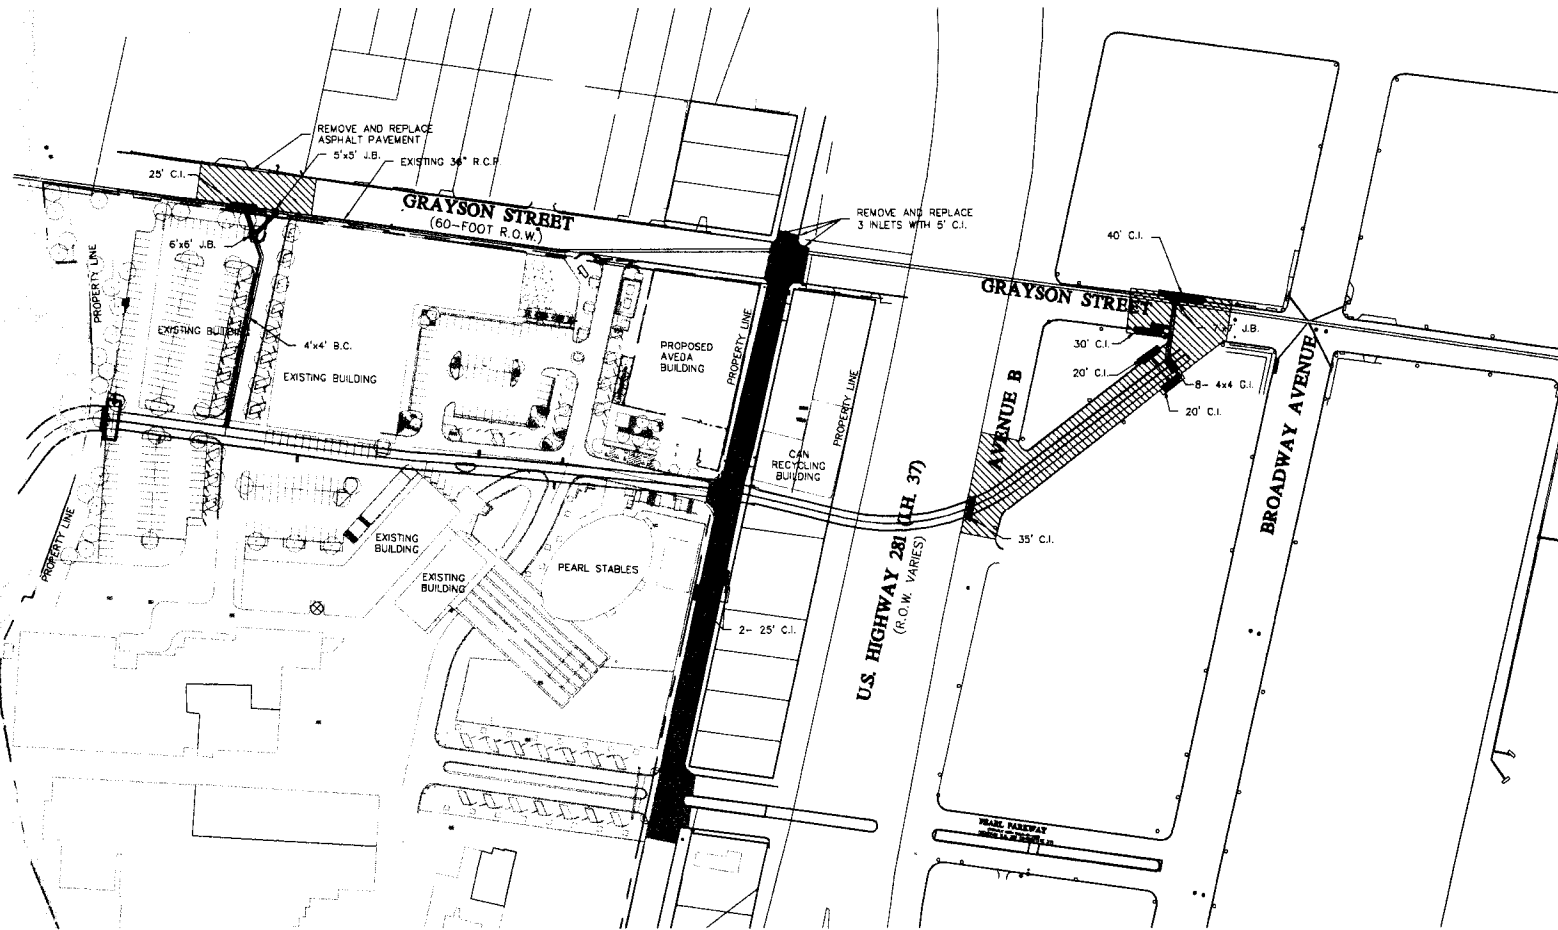 REMOVE AND REPLACE
ASPHALT PAVEMENT
5'x5' J.B.
EXISTING 36" R.C.P.
25' C.I.
GRAYSON STREET
(60-FOOT R.O.W.)
6'x6' J.B.
REMOVE AND REPLACE
3 INLETS WITH 5' C.I.
40' C.I.
GRAYSON STREET
J.B.
30' C.I.
20' C.I.
8- 4x4 C.I.
20' C.I.
PROPERTY LINE
EXISTING BUILDING
4'x4' B.C.
EXISTING BUILDING
PROPOSED
AVEDA
BUILDING
PROPERTY LINE
PROPERTY LINE
AVENUE B
BROADWAY AVENUE
CAN
RECYCLING
BUILDING
PROPERTY LINE
EXISTING
BUILDING
EXISTING
BUILDING
PEARL STABLES
35' C.I.
2- 25' C.I.
U.S. HIGHWAY 281 (I.H. 37)
(R.O.W. VARIES)
PEARL PARKWAY